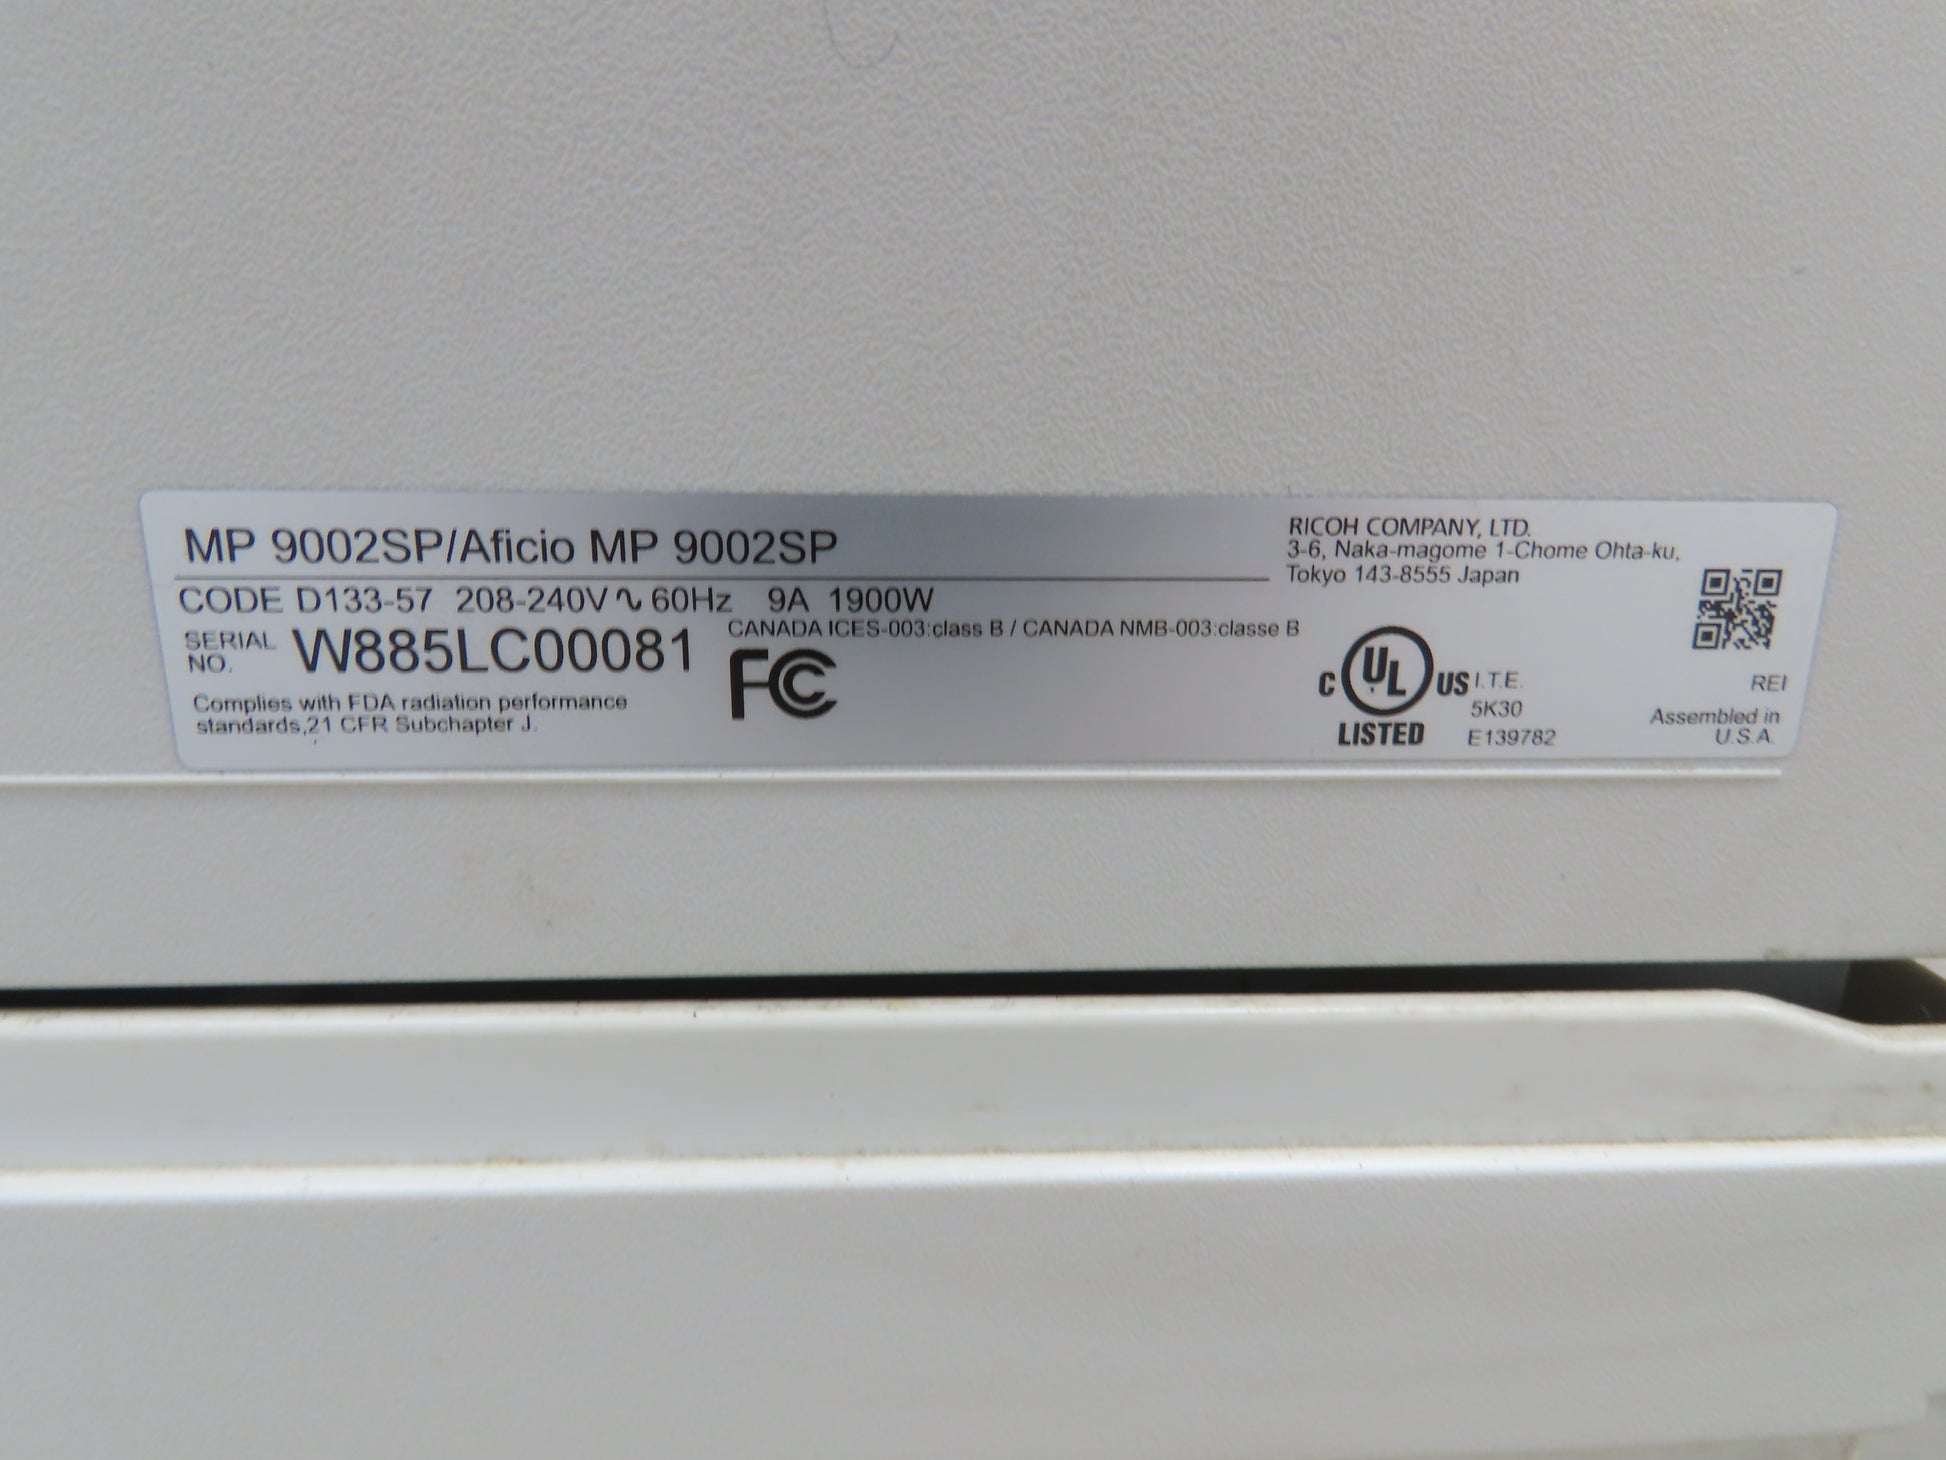 MP 9002SP/Aficio MP 9002SP
CODE D133-57 208-240V ∿ 60Hz 9A 1900W
SERIAL NO. W885LC00081
CANADA ICES-003:class B / CANADA NMB-003:classe B
FC
Complies with FDA radiation performance
standards,21 CFR Subchapter J.
RICOH COMPANY, LTD.
3-6, Naka-magome 1-Chome Ohta-ku,
Tokyo 143-8555 Japan
C UL US
LISTED
I.T.E.
5K30
E139782
REI
Assembled in
U.S.A.